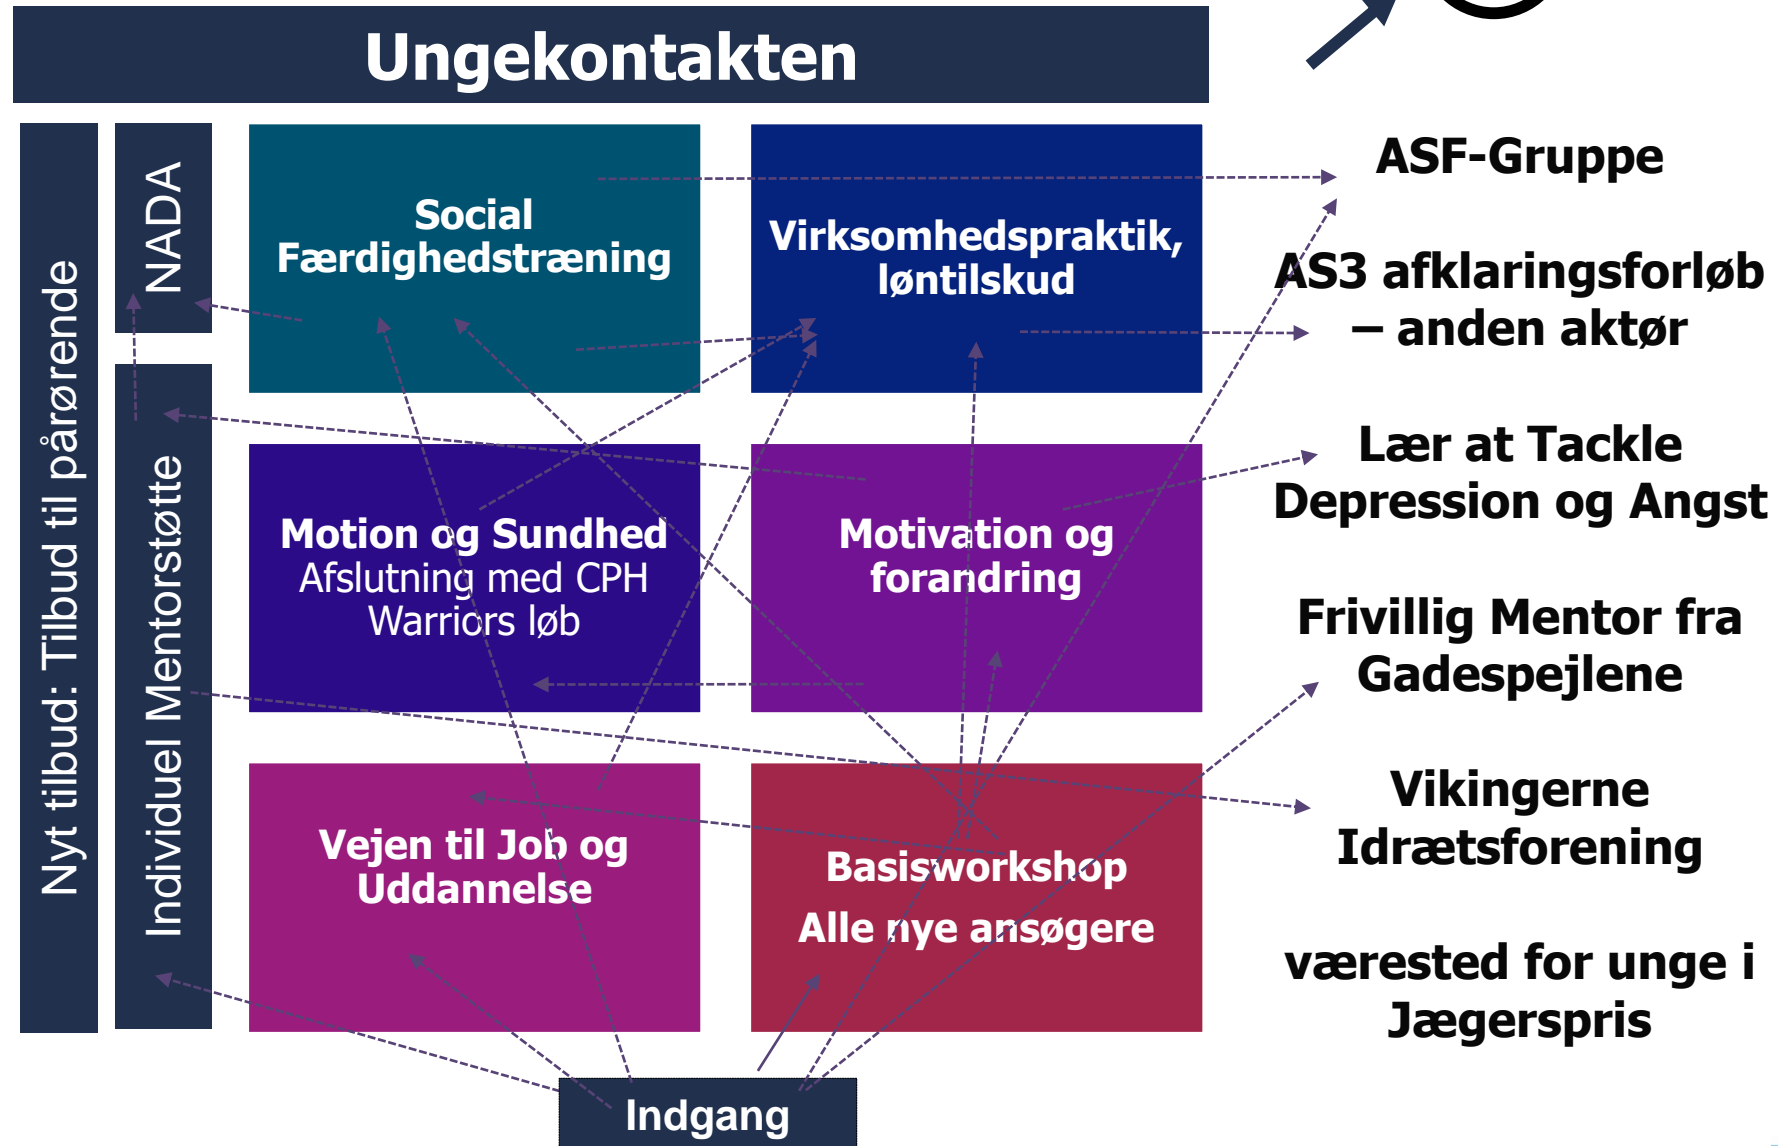 Ungekontakten
Nyt tilbud: Tilbud til pårørende
NADA
Individuel Mentorstøtte
Social
Færdighedstræning
Virksomhedspraktik,
løntilskud
Motion og Sundhed
Afslutning med CPH
Warriors løb
Motivation og
forandring
Vejen til Job og
Uddannelse
Basisworkshop
Alle nye ansøgere
Indgang
ASF-Gruppe
AS3 afklaringsforløb
– anden aktør
Lær at Tackle
Depression og Angst
Frivillig Mentor fra
Gadespejlene
Vikingerne
Idrætsforening
værested for unge i
Jægerspris